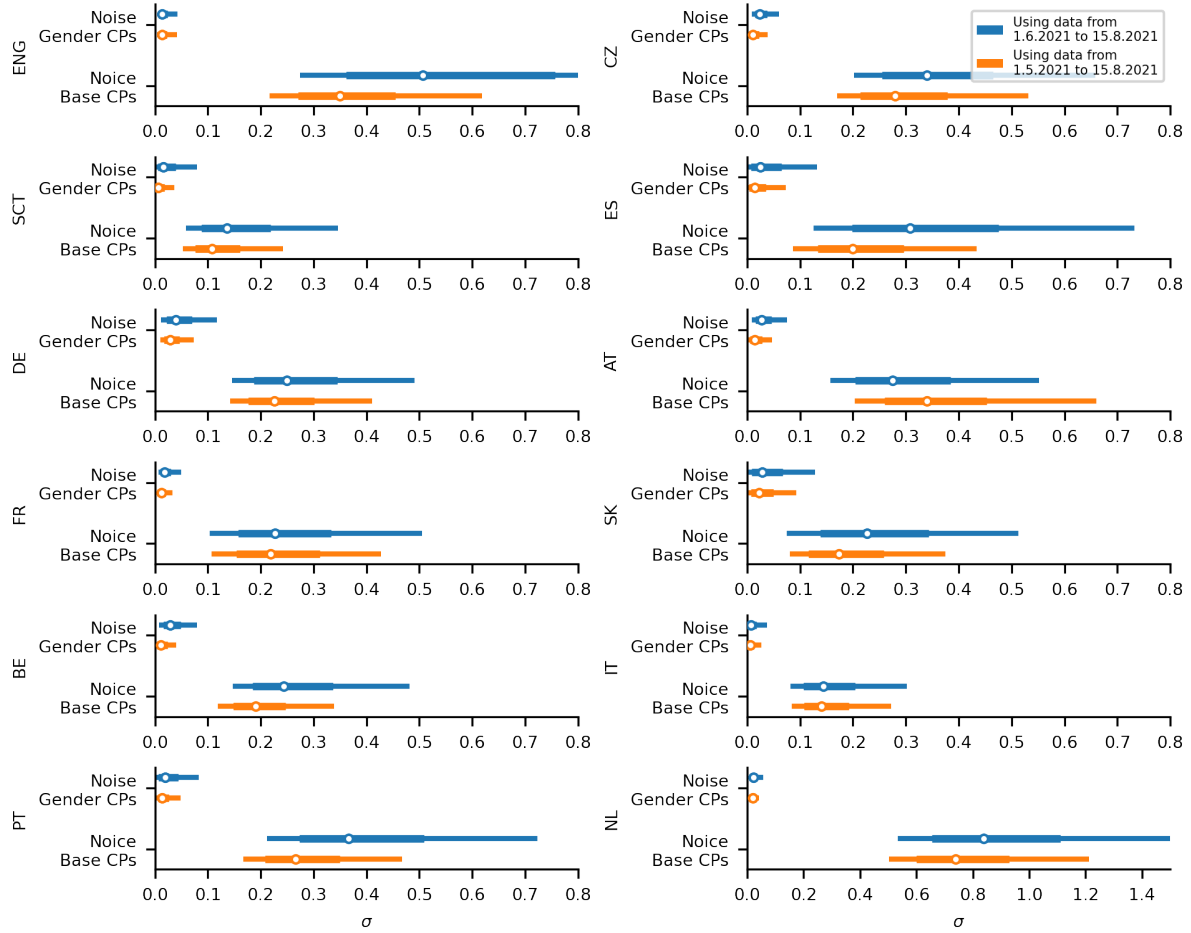 ENG
Noise
Gender CPs
Noice
Base CPs
0.0 0.1 0.2 0.3 0.4 0.5 0.6 0.7 0.8
CZ
Noise
Gender CPs
Noice
Base CPs
0.0 0.1 0.2 0.3 0.4 0.5 0.6 0.7 0.8
Using data from
1.6.2021 to 15.8.2021
Using data from
1.5.2021 to 15.8.2021
SCT
Noise
Gender CPs
Noice
Base CPs
0.0 0.1 0.2 0.3 0.4 0.5 0.6 0.7 0.8
ES
Noise
Gender CPs
Noice
Base CPs
0.0 0.1 0.2 0.3 0.4 0.5 0.6 0.7 0.8
DE
Noise
Gender CPs
Noice
Base CPs
0.0 0.1 0.2 0.3 0.4 0.5 0.6 0.7 0.8
AT
Noise
Gender CPs
Noice
Base CPs
0.0 0.1 0.2 0.3 0.4 0.5 0.6 0.7 0.8
FR
Noise
Gender CPs
Noice
Base CPs
0.0 0.1 0.2 0.3 0.4 0.5 0.6 0.7 0.8
SK
Noise
Gender CPs
Noice
Base CPs
0.0 0.1 0.2 0.3 0.4 0.5 0.6 0.7 0.8
BE
Noise
Gender CPs
Noice
Base CPs
0.0 0.1 0.2 0.3 0.4 0.5 0.6 0.7 0.8
IT
Noise
Gender CPs
Noice
Base CPs
0.0 0.1 0.2 0.3 0.4 0.5 0.6 0.7 0.8
PT
Noise
Gender CPs
Noice
Base CPs
0.0 0.1 0.2 0.3 0.4 0.5 0.6 0.7 0.8
σ
NL
Noise
Gender CPs
Noice
Base CPs
0.0 0.2 0.4 0.6 0.8 1.0 1.2 1.4
σ